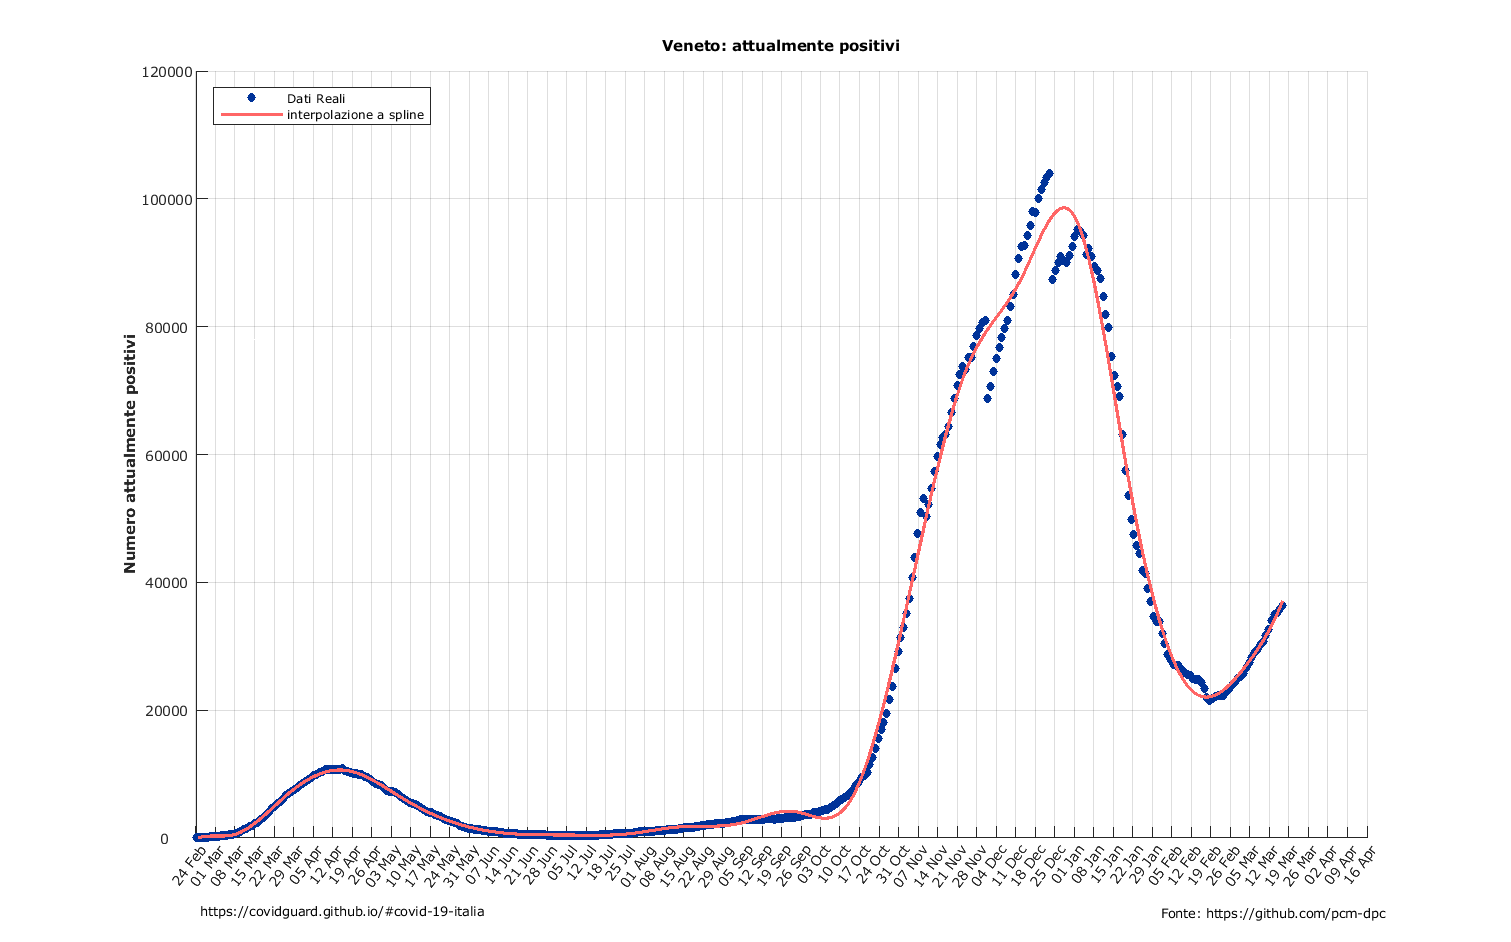 Veneto: attualmente positivi
Dati Reali
interpolazione a spline
Numero attualmente positivi
120000
100000
80000
60000
40000
20000
0
24 Feb
01 Mar
08 Mar
15 Mar
22 Mar
29 Mar
05 Apr
12 Apr
19 Apr
26 Apr
03 May
10 May
17 May
24 May
31 May
07 Jun
14 Jun
21 Jun
28 Jun
05 Jul
12 Jul
18 Jul
25 Jul
01 Aug
08 Aug
15 Aug
22 Aug
29 Aug
05 Sep
12 Sep
19 Sep
26 Sep
03 Oct
10 Oct
17 Oct
24 Oct
31 Oct
07 Nov
14 Nov
21 Nov
28 Nov
04 Dec
11 Dec
18 Dec
25 Dec
01 Jan
08 Jan
15 Jan
22 Jan
29 Jan
05 Feb
12 Feb
19 Feb
26 Feb
05 Mar
12 Mar
19 Mar
26 Mar
02 Apr
09 Apr
16 Apr
https://covidguard.github.io/#covid-19-italia
Fonte: https://github.com/pcm-dpc